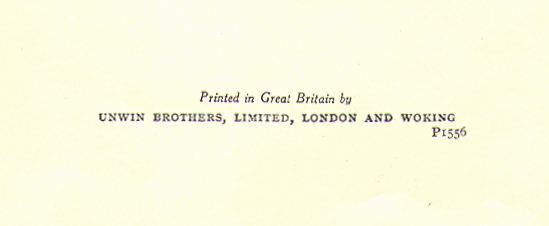 Printed in Great Britain by
UNWIN BROTHERS, LIMITED, LONDON AND WOKING
P1556